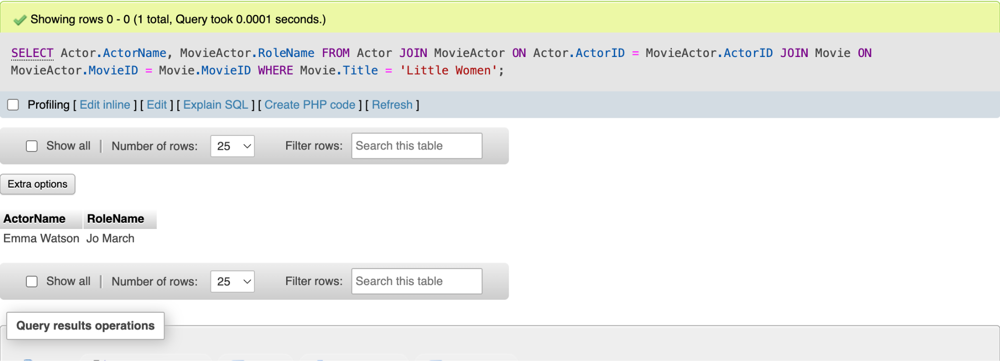 Showing rows 0 - 0 (1 total, Query took 0.0001 seconds.)
SELECT Actor.ActorName, MovieActor.RoleName FROM Actor JOIN MovieActor ON Actor.ActorID = MovieActor.ActorID JOIN Movie ON
MovieActor.MovieID = Movie.MovieID WHERE Movie.Title = 'Little Women';
Profiling [ Edit inline ] [ Edit ] [ Explain SQL ] [ Create PHP code ] [ Refresh ]
Show all | Number of rows: 25 Filter rows: Search this table
Extra options
ActorName RoleName
Emma Watson Jo March
Show all | Number of rows: 25 Filter rows: Search this table
Query results operations